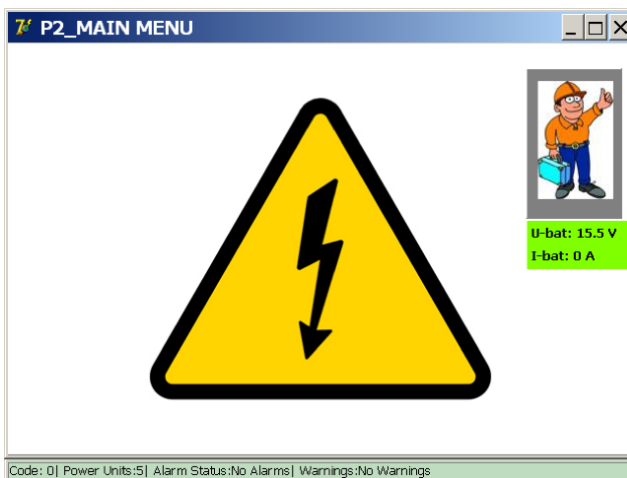 P2_MAIN MENU
U-bat: 15.5 V
I-bat: 0 A
Code: 0| Power Units:5| Alarm Status:No Alarms| Warnings:No Warnings